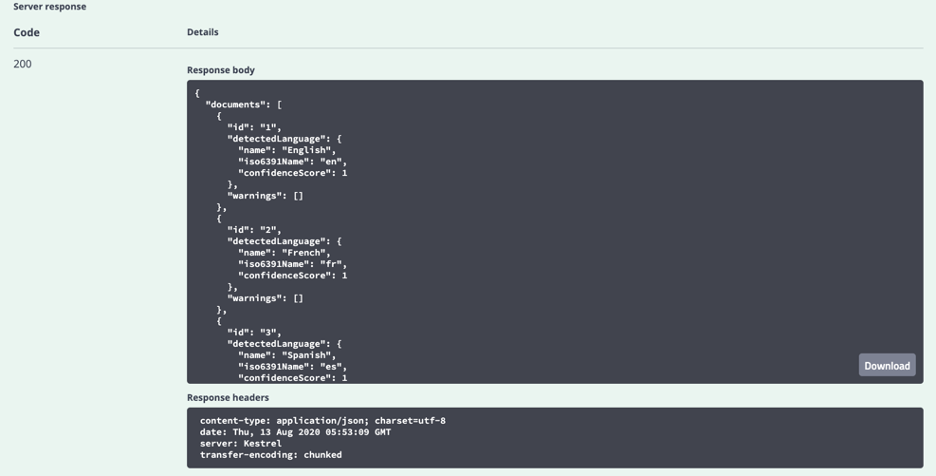 Server response
Code Details
200
Response body
{
"documents": [
{
"id": "1",
"detectedLanguage": {
"name": "English",
"iso6391Name": "en",
"confidenceScore": 1
},
"warnings": []
},
{
"id": "2",
"detectedLanguage": {
"name": "French",
"iso6391Name": "fr",
"confidenceScore": 1
},
"warnings": []
},
{
"id": "3",
"detectedLanguage": {
"name": "Spanish",
"iso6391Name": "es",
"confidenceScore": 1
Download
Response headers
content-type: application/json; charset=utf-8
date: Thu, 13 Aug 2020 05:53:09 GMT
server: Kestrel
transfer-encoding: chunked